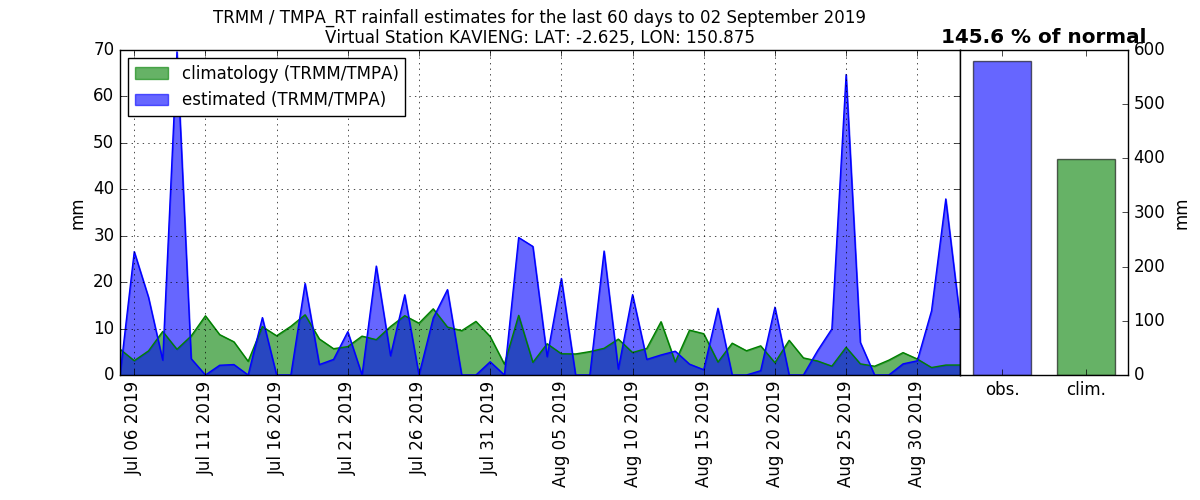 TRMM / TMPA_RT rainfall estimates for the last 60 days to 02 September 2019
Virtual Station KAVIENG: LAT: -2.625, LON: 150.875
145.6 % of normal
climatology (TRMM/TMPA)
estimated (TRMM/TMPA)
mm
70
60
50
40
30
20
10
0
Jul 06 2019
Jul 11 2019
Jul 16 2019
Jul 21 2019
Jul 26 2019
Jul 31 2019
Aug 05 2019
Aug 10 2019
Aug 15 2019
Aug 20 2019
Aug 25 2019
Aug 30 2019
obs.
clim.
600
500
400
300
200
100
0
mm